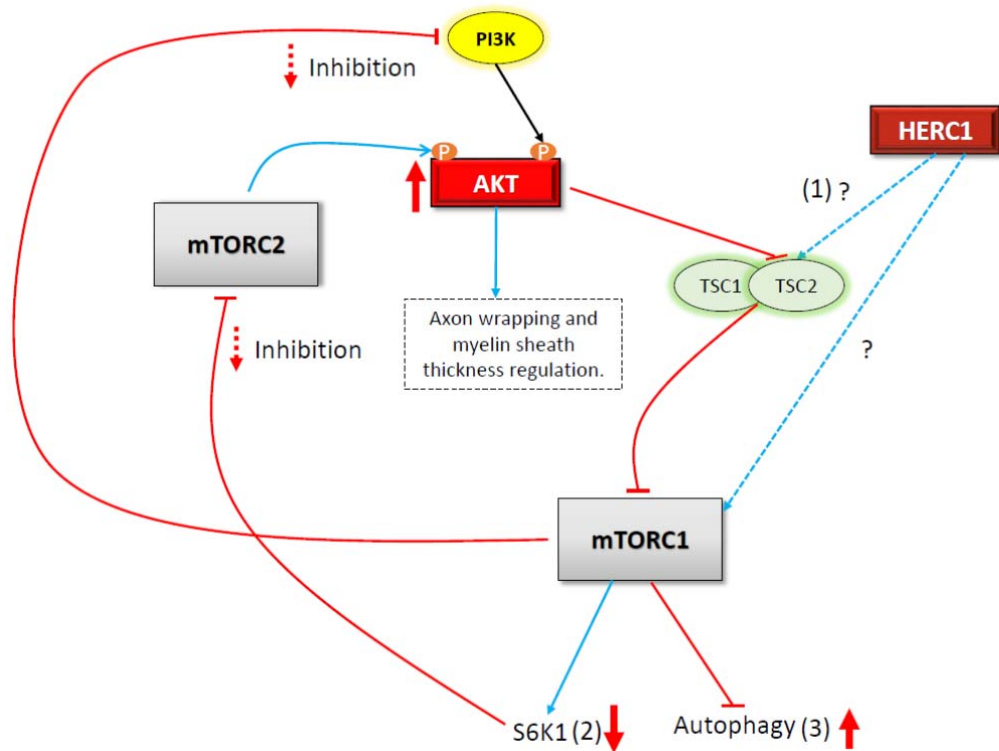 PI3K
Inhibition
HERC1
P
P
AKT
(1) ?
mTORC2
TSC1
TSC2
Axon wrapping and
myelin sheath
thickness regulation.
Inhibition
?
mTORC1
S6K1 (2)
Autophagy (3)